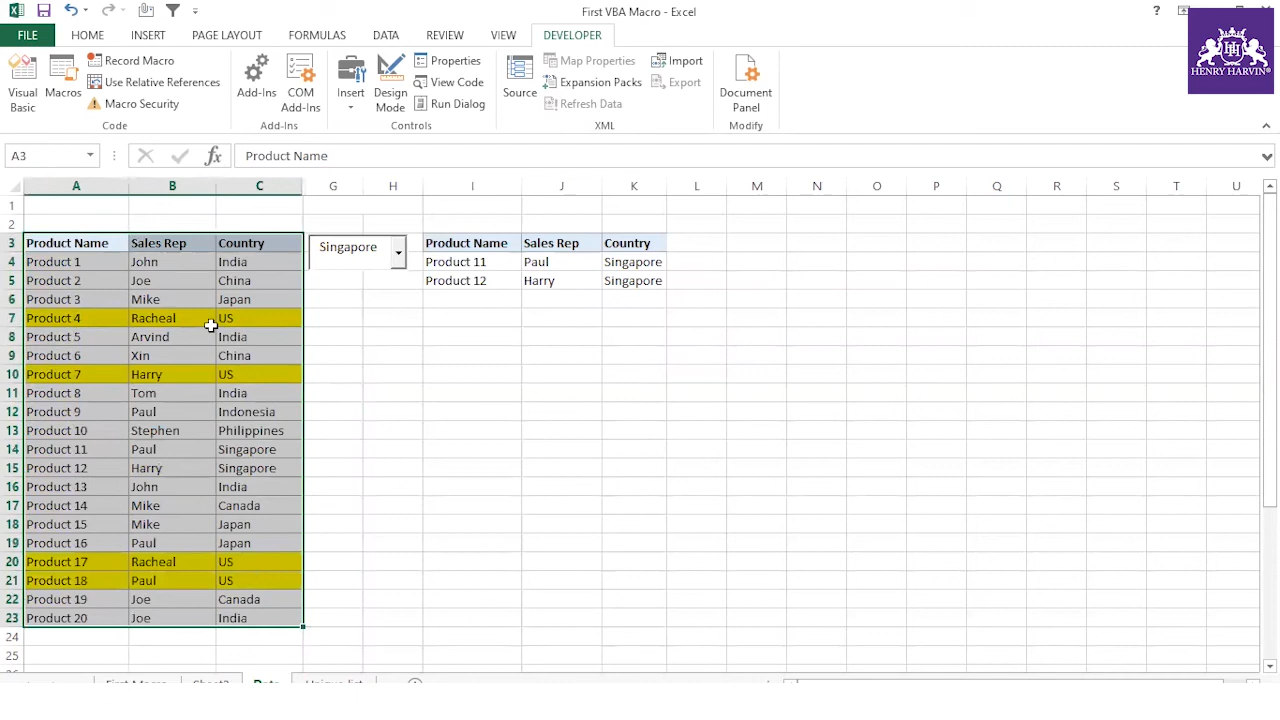 First VBA Macro - Excel
?
HENRY HARVIN®
FILE HOME INSERT PAGE LAYOUT FORMULAS DATA REVIEW VIEW DEVELOPER
Visual Basic
Macros
Record Macro
Use Relative References
Macro Security
Code
Add-Ins
COM Add-Ins
Add-Ins
Insert
Design Mode
Properties
View Code
Run Dialog
Controls
Source
Map Properties
Expansion Packs
Refresh Data
Import
Export
XML
Document Panel
Modify
A3 fx Product Name
A B C G H I J K L M N O P Q R S T U
1
2
3 Product Name Sales Rep Country Singapore Product Name Sales Rep Country
4 Product 1 John India Product 11 Paul Singapore
5 Product 2 Joe China Product 12 Harry Singapore
6 Product 3 Mike Japan
7 Product 4 Racheal US
8 Product 5 Arvind India
9 Product 6 Xin China
10 Product 7 Harry US
11 Product 8 Tom India
12 Product 9 Paul Indonesia
13 Product 10 Stephen Philippines
14 Product 11 Paul Singapore
15 Product 12 Harry Singapore
16 Product 13 John India
17 Product 14 Mike Canada
18 Product 15 Mike Japan
19 Product 16 Paul Japan
20 Product 17 Racheal US
21 Product 18 Paul US
22 Product 19 Joe Canada
23 Product 20 Joe India
24
25
First Macro Data Unique list